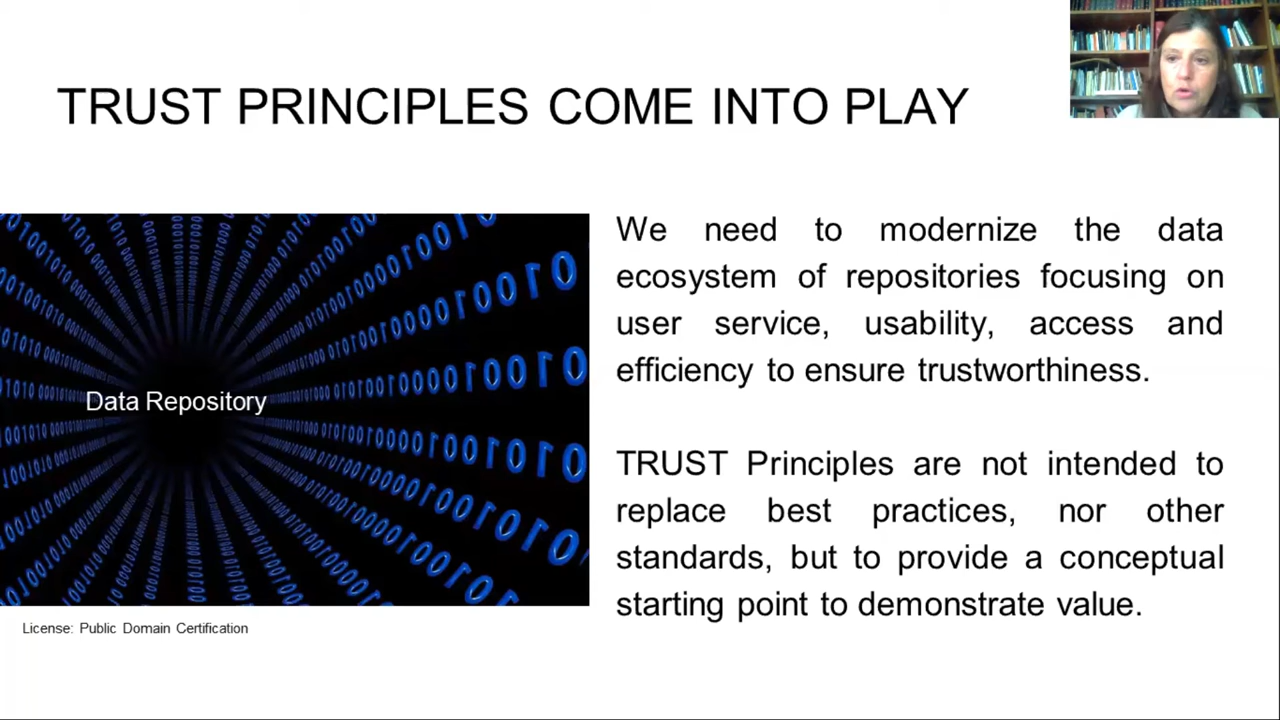 TRUST PRINCIPLES COME INTO PLAY
Data Repository
License: Public Domain Certification
We need to modernize the data
ecosystem of repositories focusing on
user service, usability, access and
efficiency to ensure trustworthiness.
TRUST Principles are not intended to
replace best practices, nor other
standards, but to provide a conceptual
starting point to demonstrate value.